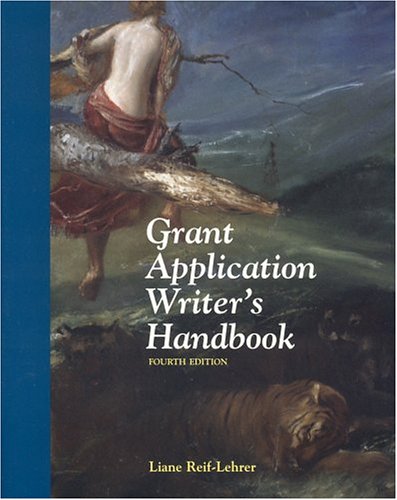 Grant
Application
Writer's
Handbook
FOURTH EDITION
Liane Reif-Lehrer